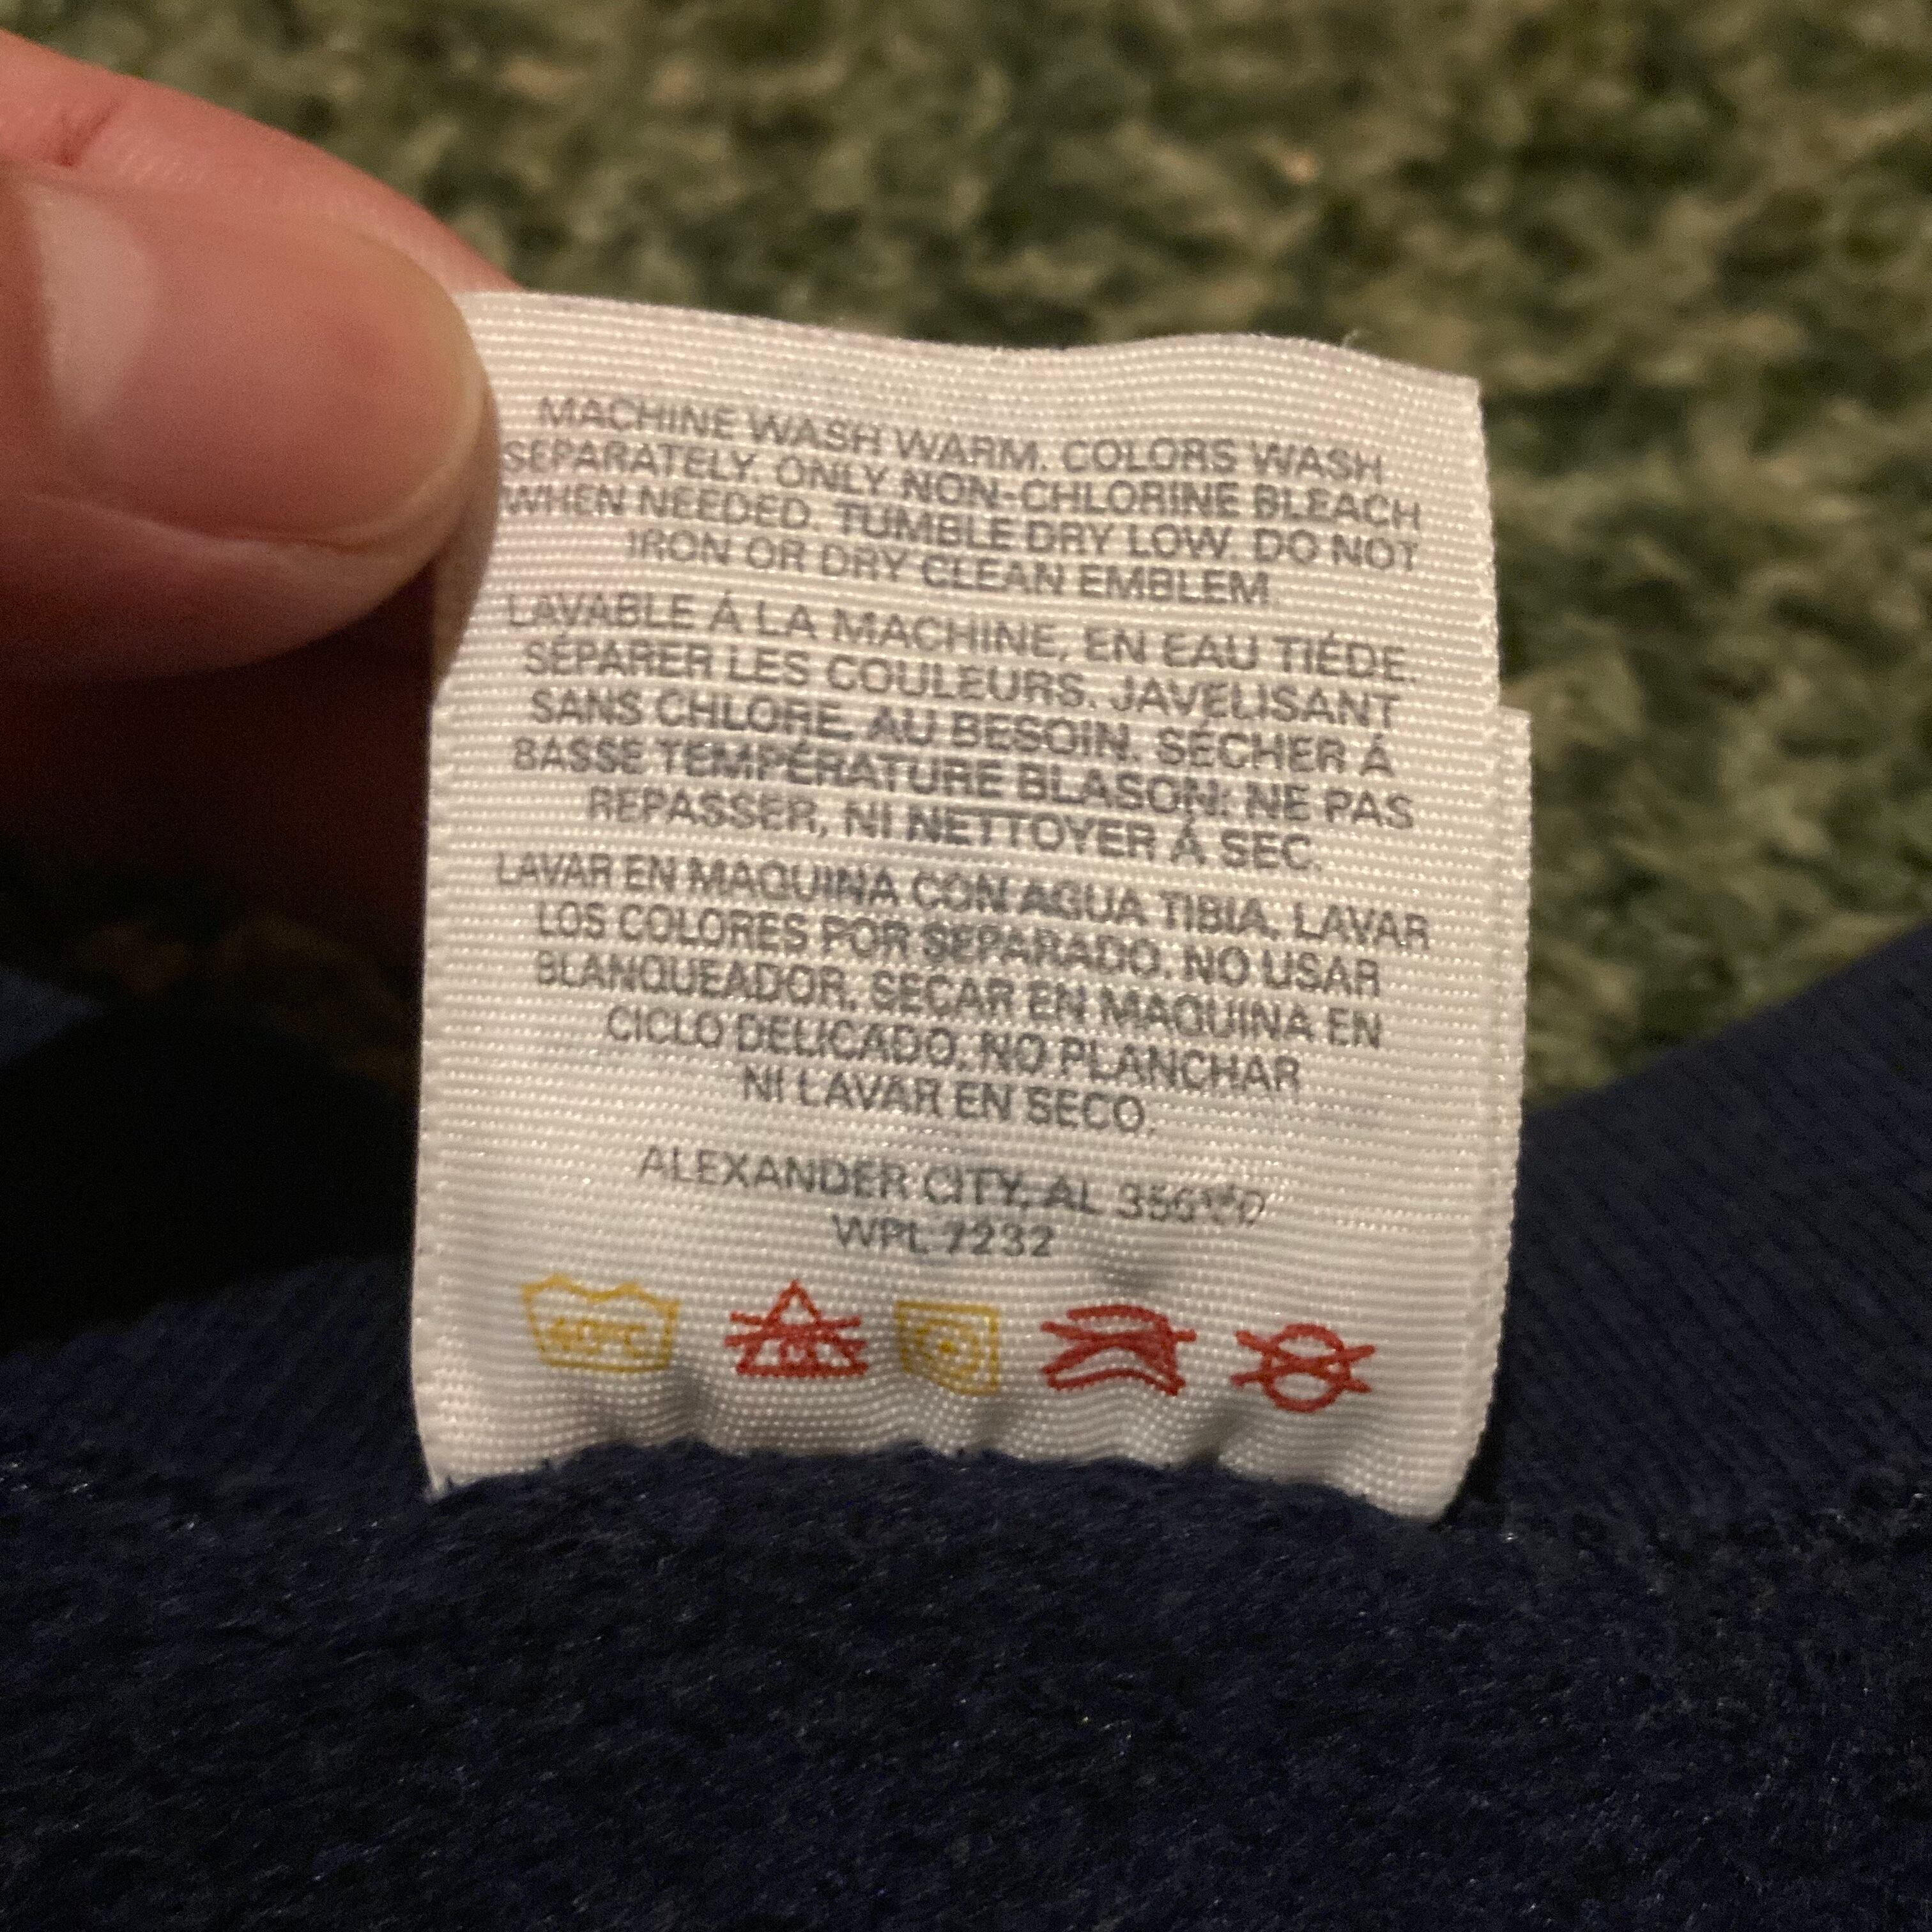 MACHINE WASH WARM. COLORS WASH
SEPARATELY. ONLY NON-CHLORINE BLEACH
WHEN NEEDED. TUMBLE DRY LOW. DO NOT
IRON OR DRY CLEAN EMBLEM.
LAVABLE Á LA MACHINE, EN EAU TIÉDE.
SÉPARER LES COULEURS. JAVELISANT
SANS CHLORE, AU BESOIN. SÉCHER Á
BASSE TEMPÉRATURE BLASON: NE PAS
REPASSER, NI NETTOYER Á SEC.
LAVAR EN MAQUINA CON AGUA TIBIA. LAVAR
LOS COLORES POR SEPARADO. NO USAR
BLANQUEADOR. SECAR EN MAQUINA EN
CICLO DELICADO. NO PLANCHAR
NI LAVAR EN SECO.
ALEXANDER CITY, AL
WPL 7232
40°C